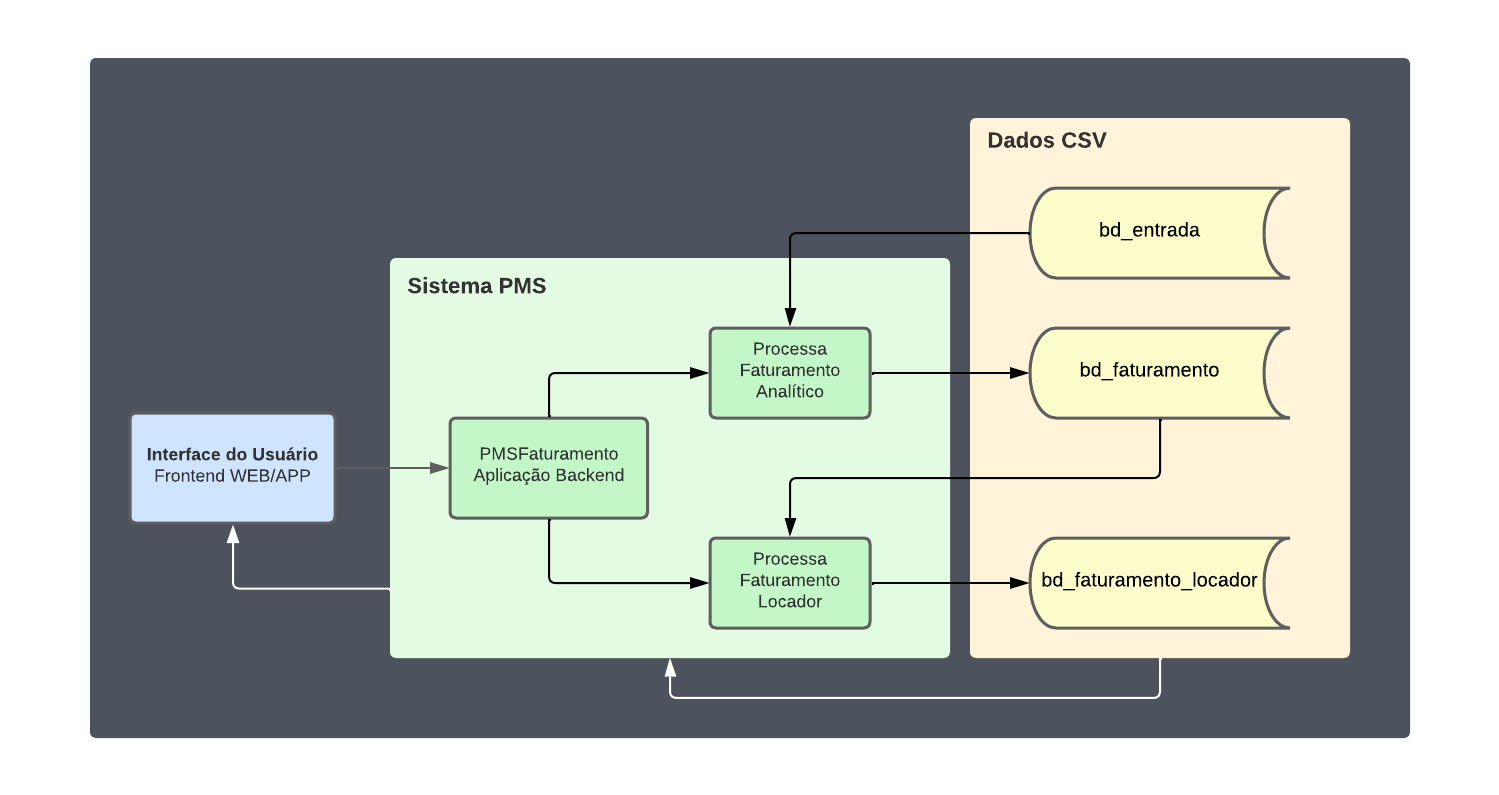 Dados CSV
bd_entrada
Sistema PMS
Processa
Faturamento
Analítico
bd_faturamento
Interface do Usuário
Frontend WEB/APP
PMSFaturamento
Aplicação Backend
Processa
Faturamento
Locador
bd_faturamento_locador